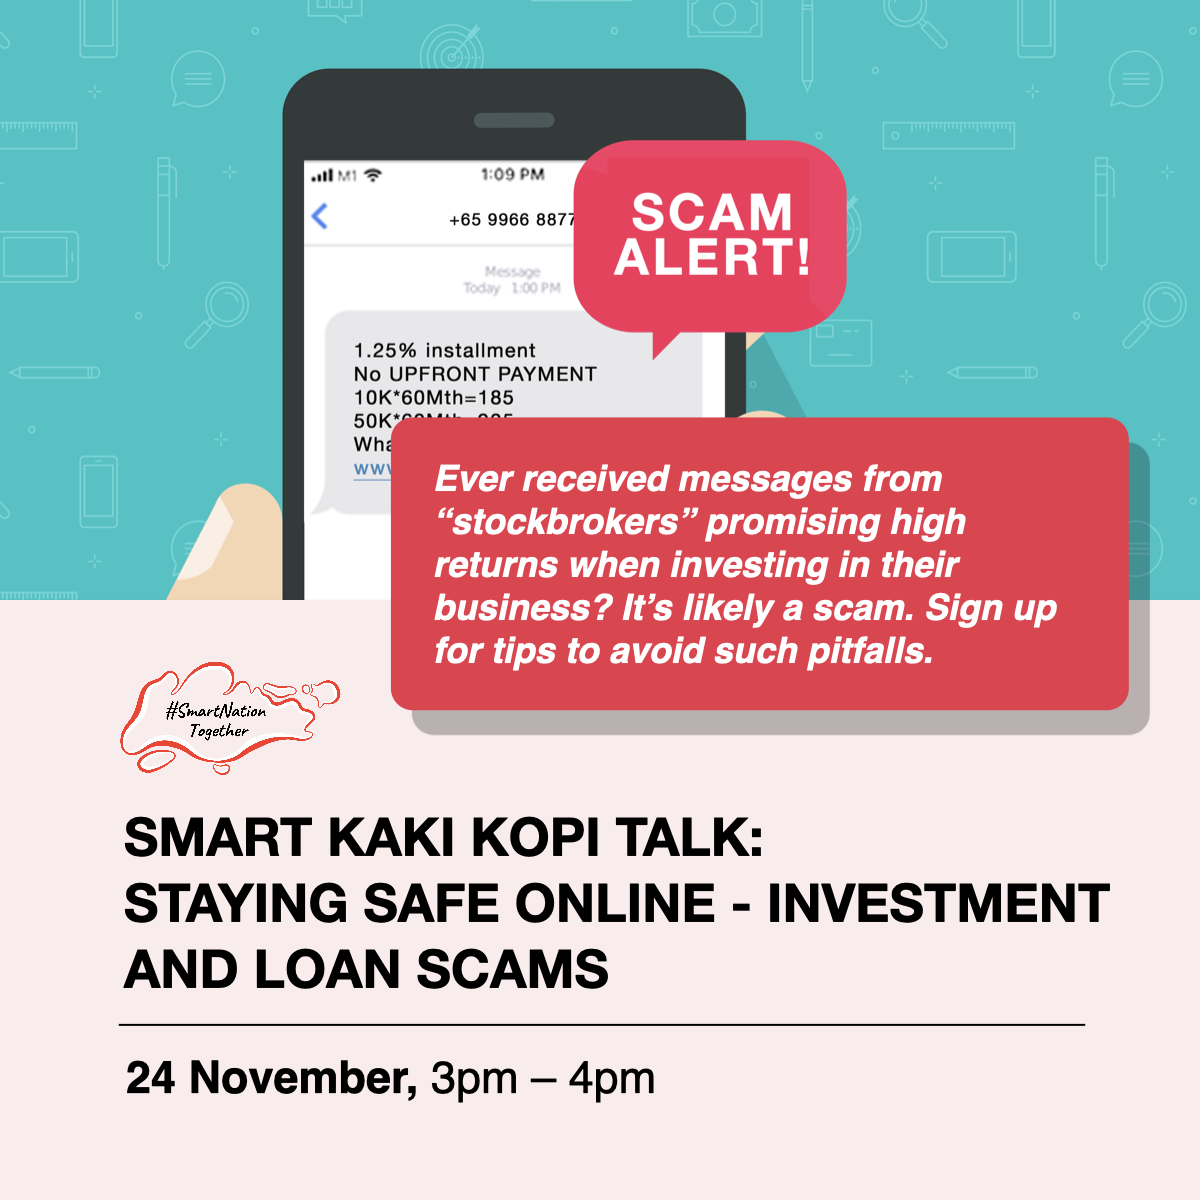 M1
1:09 PM
+65 9966 8877
SCAM
ALERT!
Message
Today 1:00 PM
1.25% installment
No UPFRONT PAYMENT
10K*60Mth=185
50K*60Mth=
Ever received messages from
“stockbrokers” promising high
returns when investing in their
business? It’s likely a scam. Sign up
for tips to avoid such pitfalls.
#SmartNation
Together
SMART KAKI KOPI TALK:
STAYING SAFE ONLINE - INVESTMENT
AND LOAN SCAMS
24 November, 3pm – 4pm